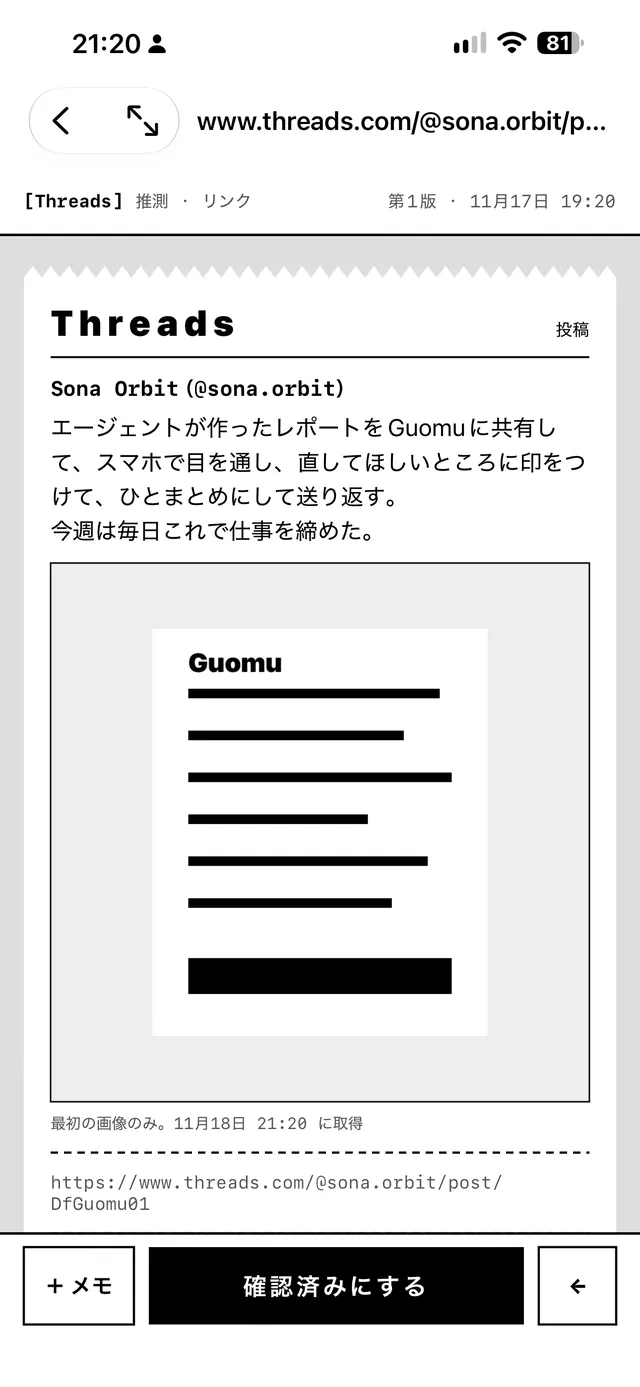 21:20
81
www.threads.com/@sona.orbit/p...
[Threads] 推測 · リンク
第1版 · 11月17日 19:20
Threads
投稿
Sona Orbit (@sona.orbit)
エージェントが作ったレポートをGuomuに共有し
て、スマホで目を通し、直してほしいところに印をつ
けて、ひとまとめにして送り返す。
今週は毎日これで仕事を締めた。
Guomu
最初の画像のみ。11月18日 21:20 に取得
https://www.threads.com/@sona.orbit/post/
DfGuomu01
+ メモ
確認済みにする